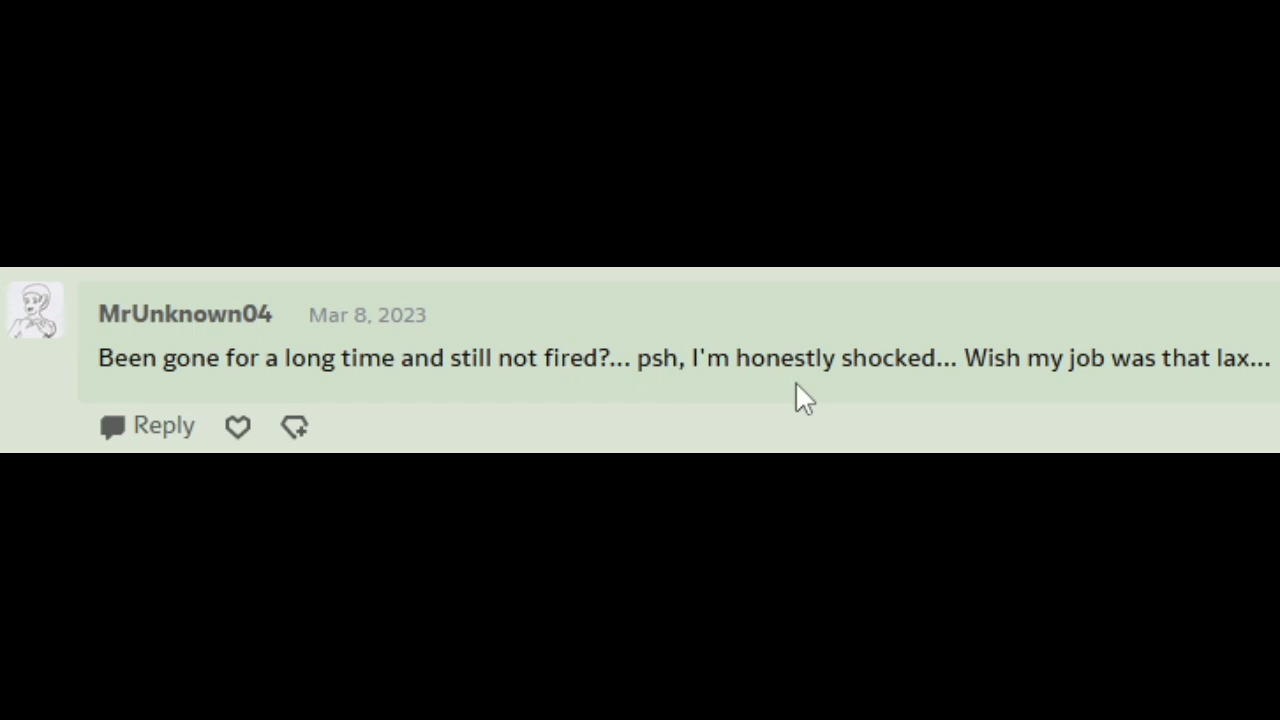 MrUnknown04 Mar 8, 2023
Been gone for a long time and still not fired?... psh, I'm honestly shocked... Wish my job was that lax...
Reply